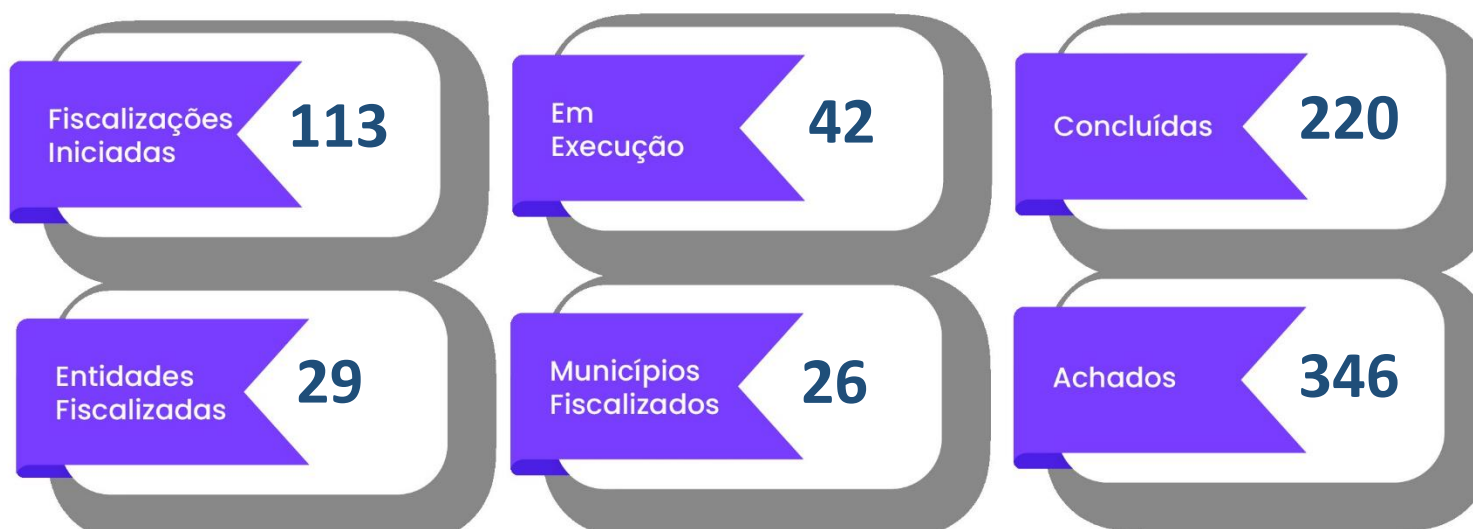 Fiscalizações
Iniciadas
113
Em
Execução
42
Concluídas
220
Entidades
Fiscalizadas
29
Municípios
Fiscalizados
26
Achados
346